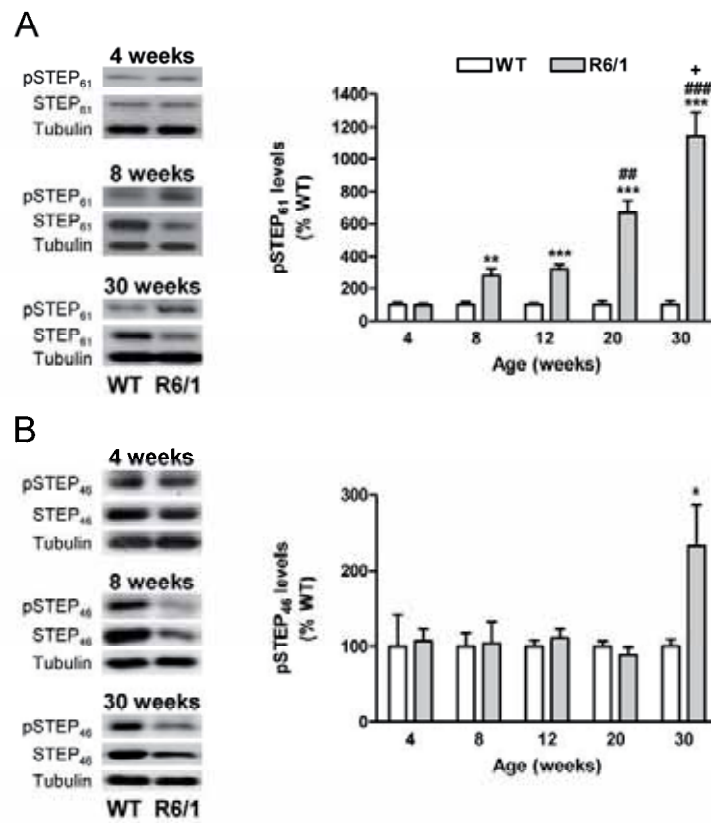 A
4 weeks
pSTEP61
STEP61
Tubulin
8 weeks
pSTEP61
STEP61
Tubulin
30 weeks
pSTEP61
STEP61
Tubulin
WT R6/1
WT R6/1
pSTEP61 levels
(% WT)
1400
1200
1000
800
600
400
200
0
**
***
##
***
+
###
***
4 8 12 20 30
Age (weeks)
B
4 weeks
pSTEP46
STEP46
Tubulin
8 weeks
pSTEP46
STEP46
Tubulin
30 weeks
pSTEP46
STEP46
Tubulin
WT R6/1
pSTEP46 levels
(% WT)
300
200
100
0
*
4 8 12 20 30
Age (weeks)